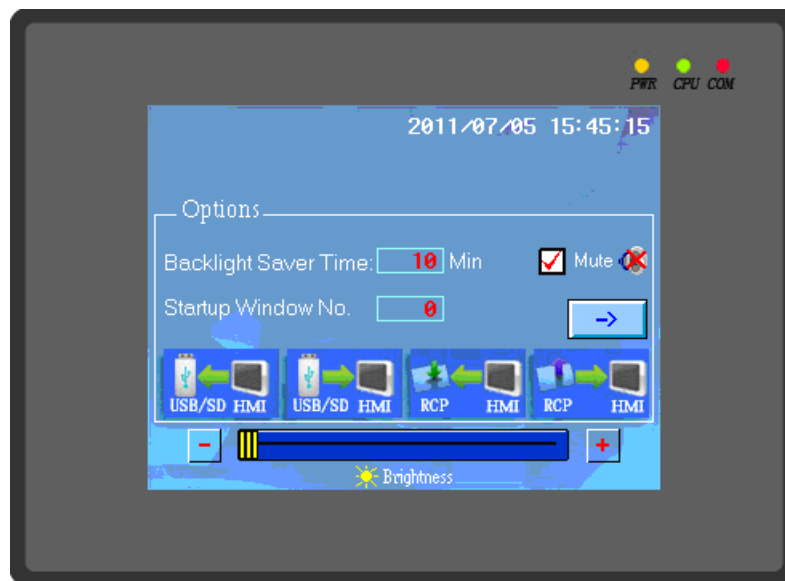 PWR CPU COM
2011/07/05 15:45:15
Options
Backlight Saver Time: 10 Min Mute
Startup Window No. 0
->
USB/SD HMI USB/SD HMI RCP HMI RCP HMI
- +
Brightness